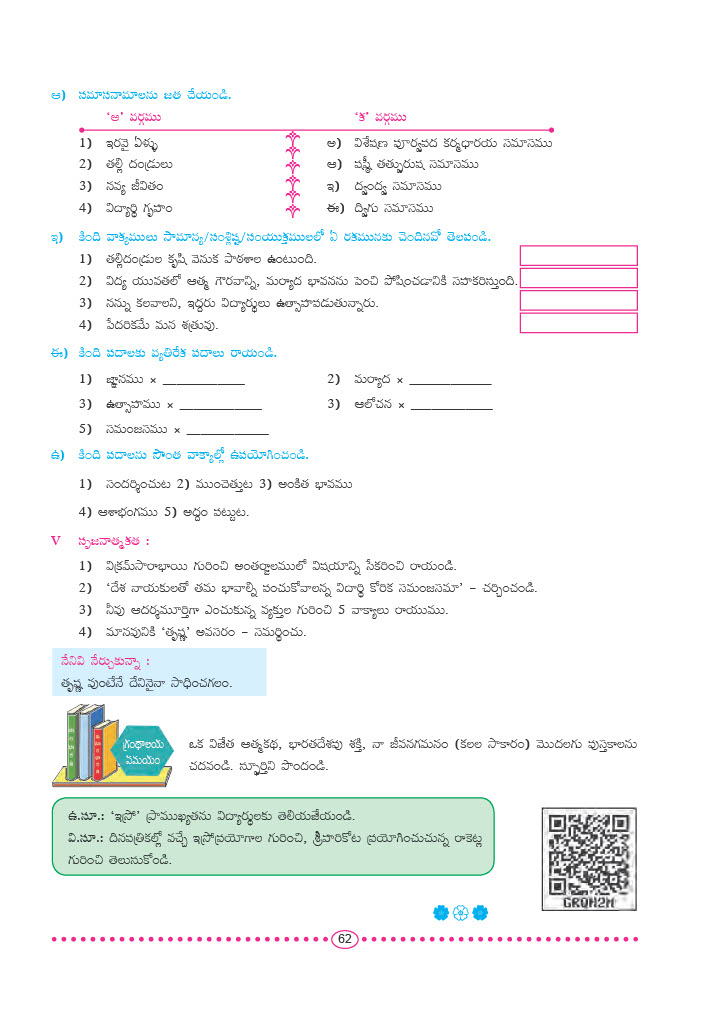 ఆ) సమాసనామాలను జత చేయండి.
‘అ’ వర్గము ‘క’ వర్గము
1) ఇరవై ఏళ్ళు అ) విశేషణ పూర్వపద కర్మధారయ సమాసము
2) తల్లి దండ్రులు ఆ) షష్ఠీ తత్పురుష సమాసము
3) నవ్య జీవితం ఇ) ద్వంద్వ సమాసము
4) విద్యార్థి గృహం ఈ) ద్విగు సమాసము
ఇ) కింది వాక్యములు సామాన్య/సంశ్లిష్ట/సంయుక్తములలో ఏ రకమునకు చెందినవో తెలపండి.
1) తల్లిదండ్రుల కృషి వెనుక పాఠశాల ఉంటుంది.
2) విద్య యువతలో ఆత్మ గౌరవాన్ని, మర్యాద భావనను పెంచి పోషించడానికి సహకరిస్తుంది.
3) నన్ను కలవాలని, ఇద్దరు విద్యార్థులు ఉత్సాహపడుతున్నారు.
4) పేదరికమే మన శత్రువు.
ఈ) కింది పదాలకు వ్యతిరేక పదాలు రాయండి.
1) జ్ఞానము × ____________ 2) మర్యాద × ____________
3) ఉత్సాహము × ____________ 3) ఆలోచన × ____________
5) సమంజసము × ____________
ఉ) కింది పదాలను సొంత వాక్యాల్లో ఉపయోగించండి.
1) సందర్శించుట 2) ముంచెత్తుట 3) అంకిత భావము
4) ఆశాభంగము 5) అద్దం పట్టుట.
V సృజనాత్మకత :
1) విక్రమ్‌సారాభాయి గురించి అంతర్జాలములో విషయాన్ని సేకరించి రాయండి.
2) ‘దేశ నాయకులతో తమ భావాల్ని పంచుకోవాలన్న విదార్థి కోరిక సమంజసమా’ – చర్చించండి.
3) నీవు ఆదర్శమూర్తిగా ఎంచుకున్న వ్యక్తుల గురించి 5 వాక్యాలు రాయుము.
4) మానవునికి ‘తృష్ణ’ అవసరం – సమర్థించు.
నేనివి నేర్చుకున్నా :
తృష్ణ వుంటేనే దేనినైనా సాధించగలం.
గ్రంథాలయ
ఏమయం
ఒక విజేత ఆత్మకథ, భారతదేశపు శక్తి, నా జీవనగమనం (కలల సాకారం) మొదలగు పుస్తకాలను
చదవండి. స్ఫూర్తిని పొందండి.
ఉ.సూ.: ‘ఇస్రో’ ప్రాముఖ్యతను విద్యార్థులకు తెలియజేయండి.
వి.సూ.: దినపత్రికల్లో వచ్చే ఇస్రోప్రయోగాల గురించి, శ్రీహరికోట ప్రయోగించుచున్న రాకెట్ల
గురించి తెలుసుకోండి.
GRQM2M
62